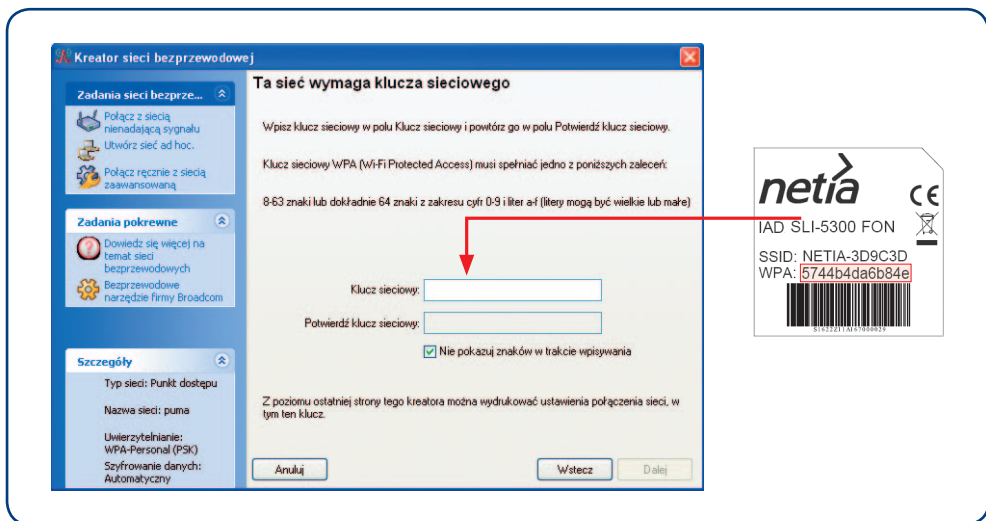 Kreator sieci bezprzewodowej
Zadania sieci bezprze...
Połącz z siecią
nienadającą sygnału
Utwórz sieć ad hoc.
Połącz ręcznie z siecią
zaawansowaną
Zadania pokrewne
Dowiedz się więcej na
temat sieci
bezprzewodowych
Bezprzewodowe
narzędzie firmy Broadcom
Szczegóły
Typ sieci: Punkt dostępu
Nazwa sieci: puma
Uwierzytelnianie:
WPA-Personal (PSK)
Szyfrowanie danych:
Automatyczny
Ta sieć wymaga klucza sieciowego
Wpisz klucz sieciowy w polu Klucz sieciowy i powtórz go w polu Potwierdź klucz sieciowy.
Klucz sieciowy WPA (Wi-Fi Protected Access) musi spełniać jedno z poniższych zaleceń:
8-63 znaki lub dokładnie 64 znaki z zakresu cyfr 0-9 i liter a-f (litery mogą być wielkie lub małe)
Klucz sieciowy:
Potwierdź klucz sieciowy:
Nie pokazuj znaków w trakcie wpisywania
Z poziomu ostatniej strony tego kreatora można wydrukować ustawienia połączenia sieci, w
tym ten klucz.
Anuluj
Wstecz
Dalej
netia
CE
IAD SLI-5300 FON
SSID: NETIA-3D9C3D
WPA: 5744b4da6b84e
S1622Z11A167000029